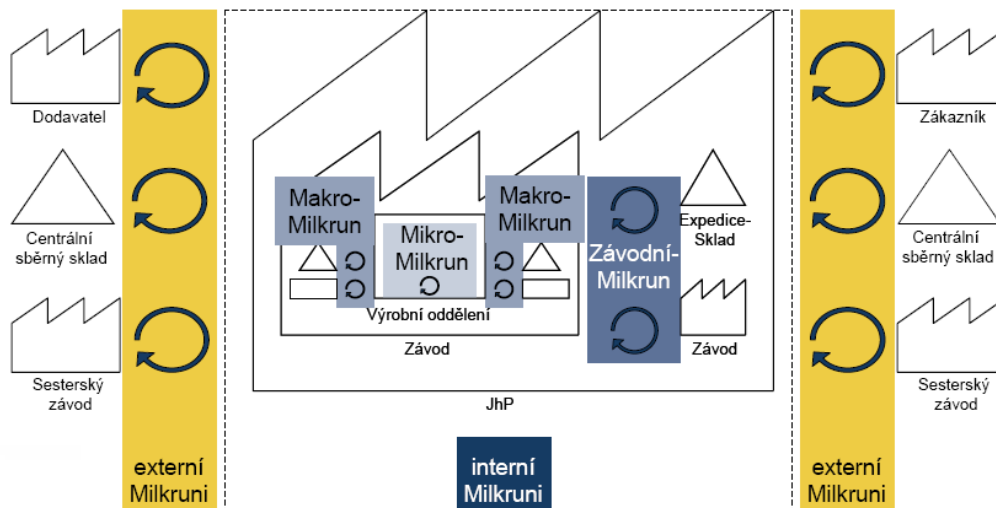 Dodavatel
Centrální
sběrný sklad
Sesterský
závod
externí
Milkruni
Makro-
Milkrun
Mikro-
Milkrun
Makro-
Milkrun
Výrobní oddělení
Závod
Závodní-
Milkrun
Expedice-
Sklad
Závod
JhP
interní
Milkruni
Zákazník
Centrální
sběrný sklad
Sesterský
závod
externí
Milkruni